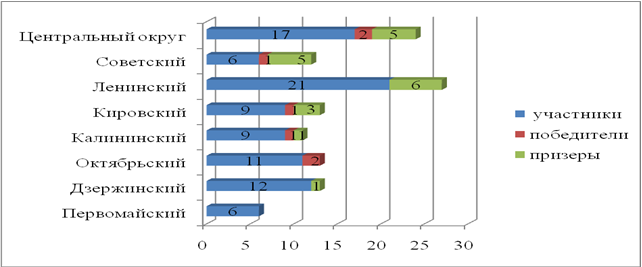 Центральный округ 17 2 5
Советский 6 1 5
Ленинский 21 6
Кировский 9 1 3
Калининский 9 1 1
Октябрьский 11 2
Дзержинский 12 1
Первомайский 6
0 5 10 15 20 25 30
участники
победители
призеры